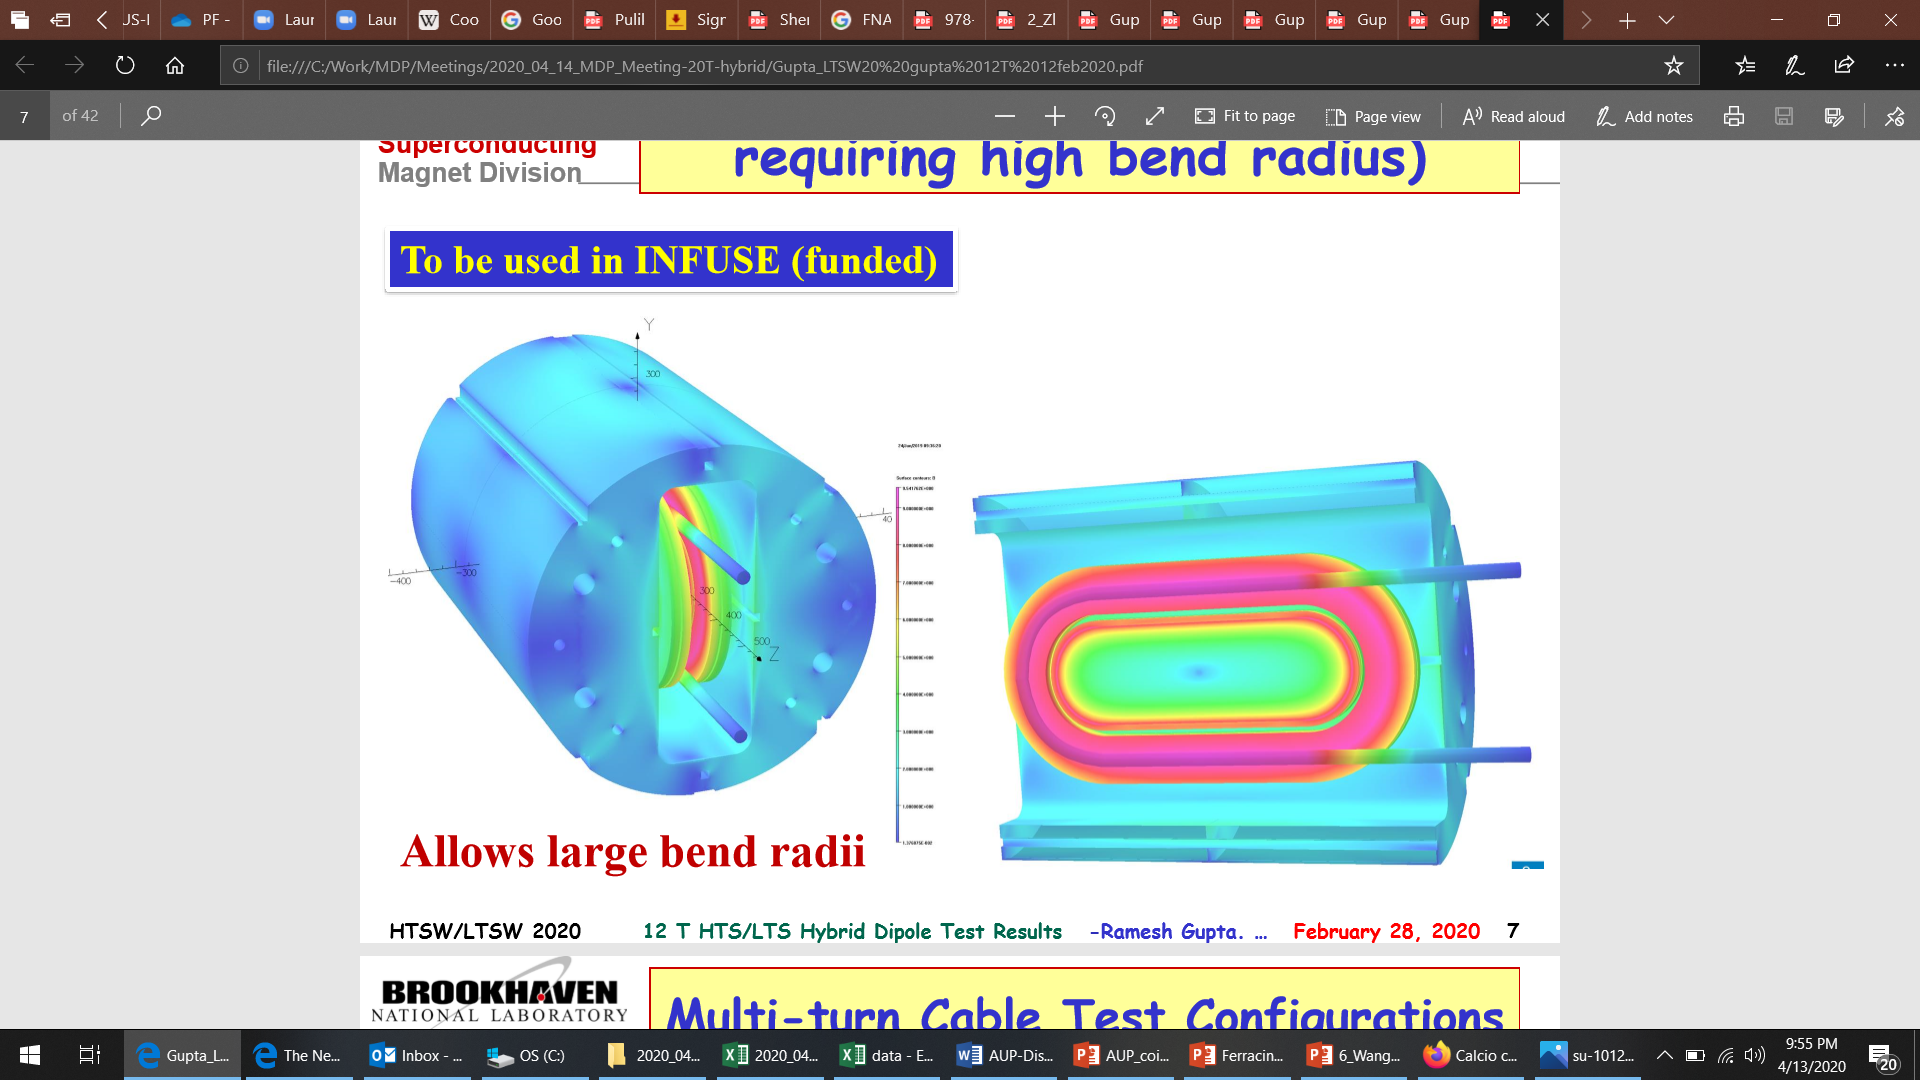 JS-I
PF -
Laur
Laur
Coo
Goo
Pulil
Sigr
Shei
FNA
978-
2_Zl
Gup
Gup
Gup
Gup
Gup
file:///C:/Work/MDP/Meetings/2020_04_14_MDP_Meeting-20T-hybrid/Gupta_LTSW20%20gupta%2012T%2012feb2020.pdf
7
of 42
Fit to page
Page view
Read aloud
Add notes
Superconducting
Magnet Division
requiring high bend radius)
To be used in INFUSE (funded)
Y
300
40
-400
-300
300
400
500
Z
Surface contours: B
Allows large bend radii
HTSW/LTSW 2020
12 T HTS/LTS Hybrid Dipole Test Results
-Ramesh Gupta. ...
February 28, 2020
7
BROOKHAVEN
NATIONAL LABORATORY
Multi-turn Cable Test Configurations
Gupta_L...
The Ne...
Inbox - ...
OS (C:)
2020_04...
2020_04...
data - E...
AUP-Dis...
AUP_coi...
Ferracin...
6_Wang...
Calcio c...
su-1012...
9:55 PM
4/13/2020
20